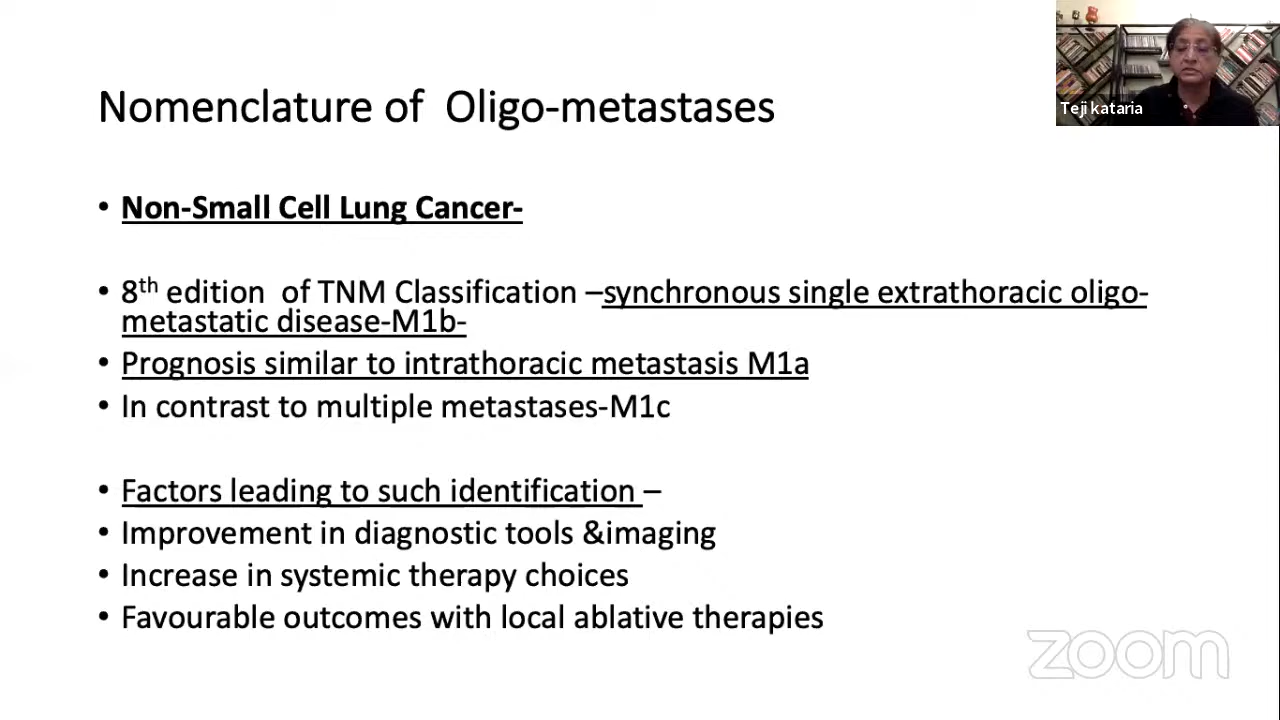 Nomenclature of Oligo-metastases
Teji kataria
• Non-Small Cell Lung Cancer-
• 8th edition of TNM Classification –synchronous single extrathoracic oligo-
metastatic disease-M1b-
• Prognosis similar to intrathoracic metastasis M1a
• In contrast to multiple metastases-M1c
• Factors leading to such identification –
• Improvement in diagnostic tools &imaging
• Increase in systemic therapy choices
• Favourable outcomes with local ablative therapies
zoom